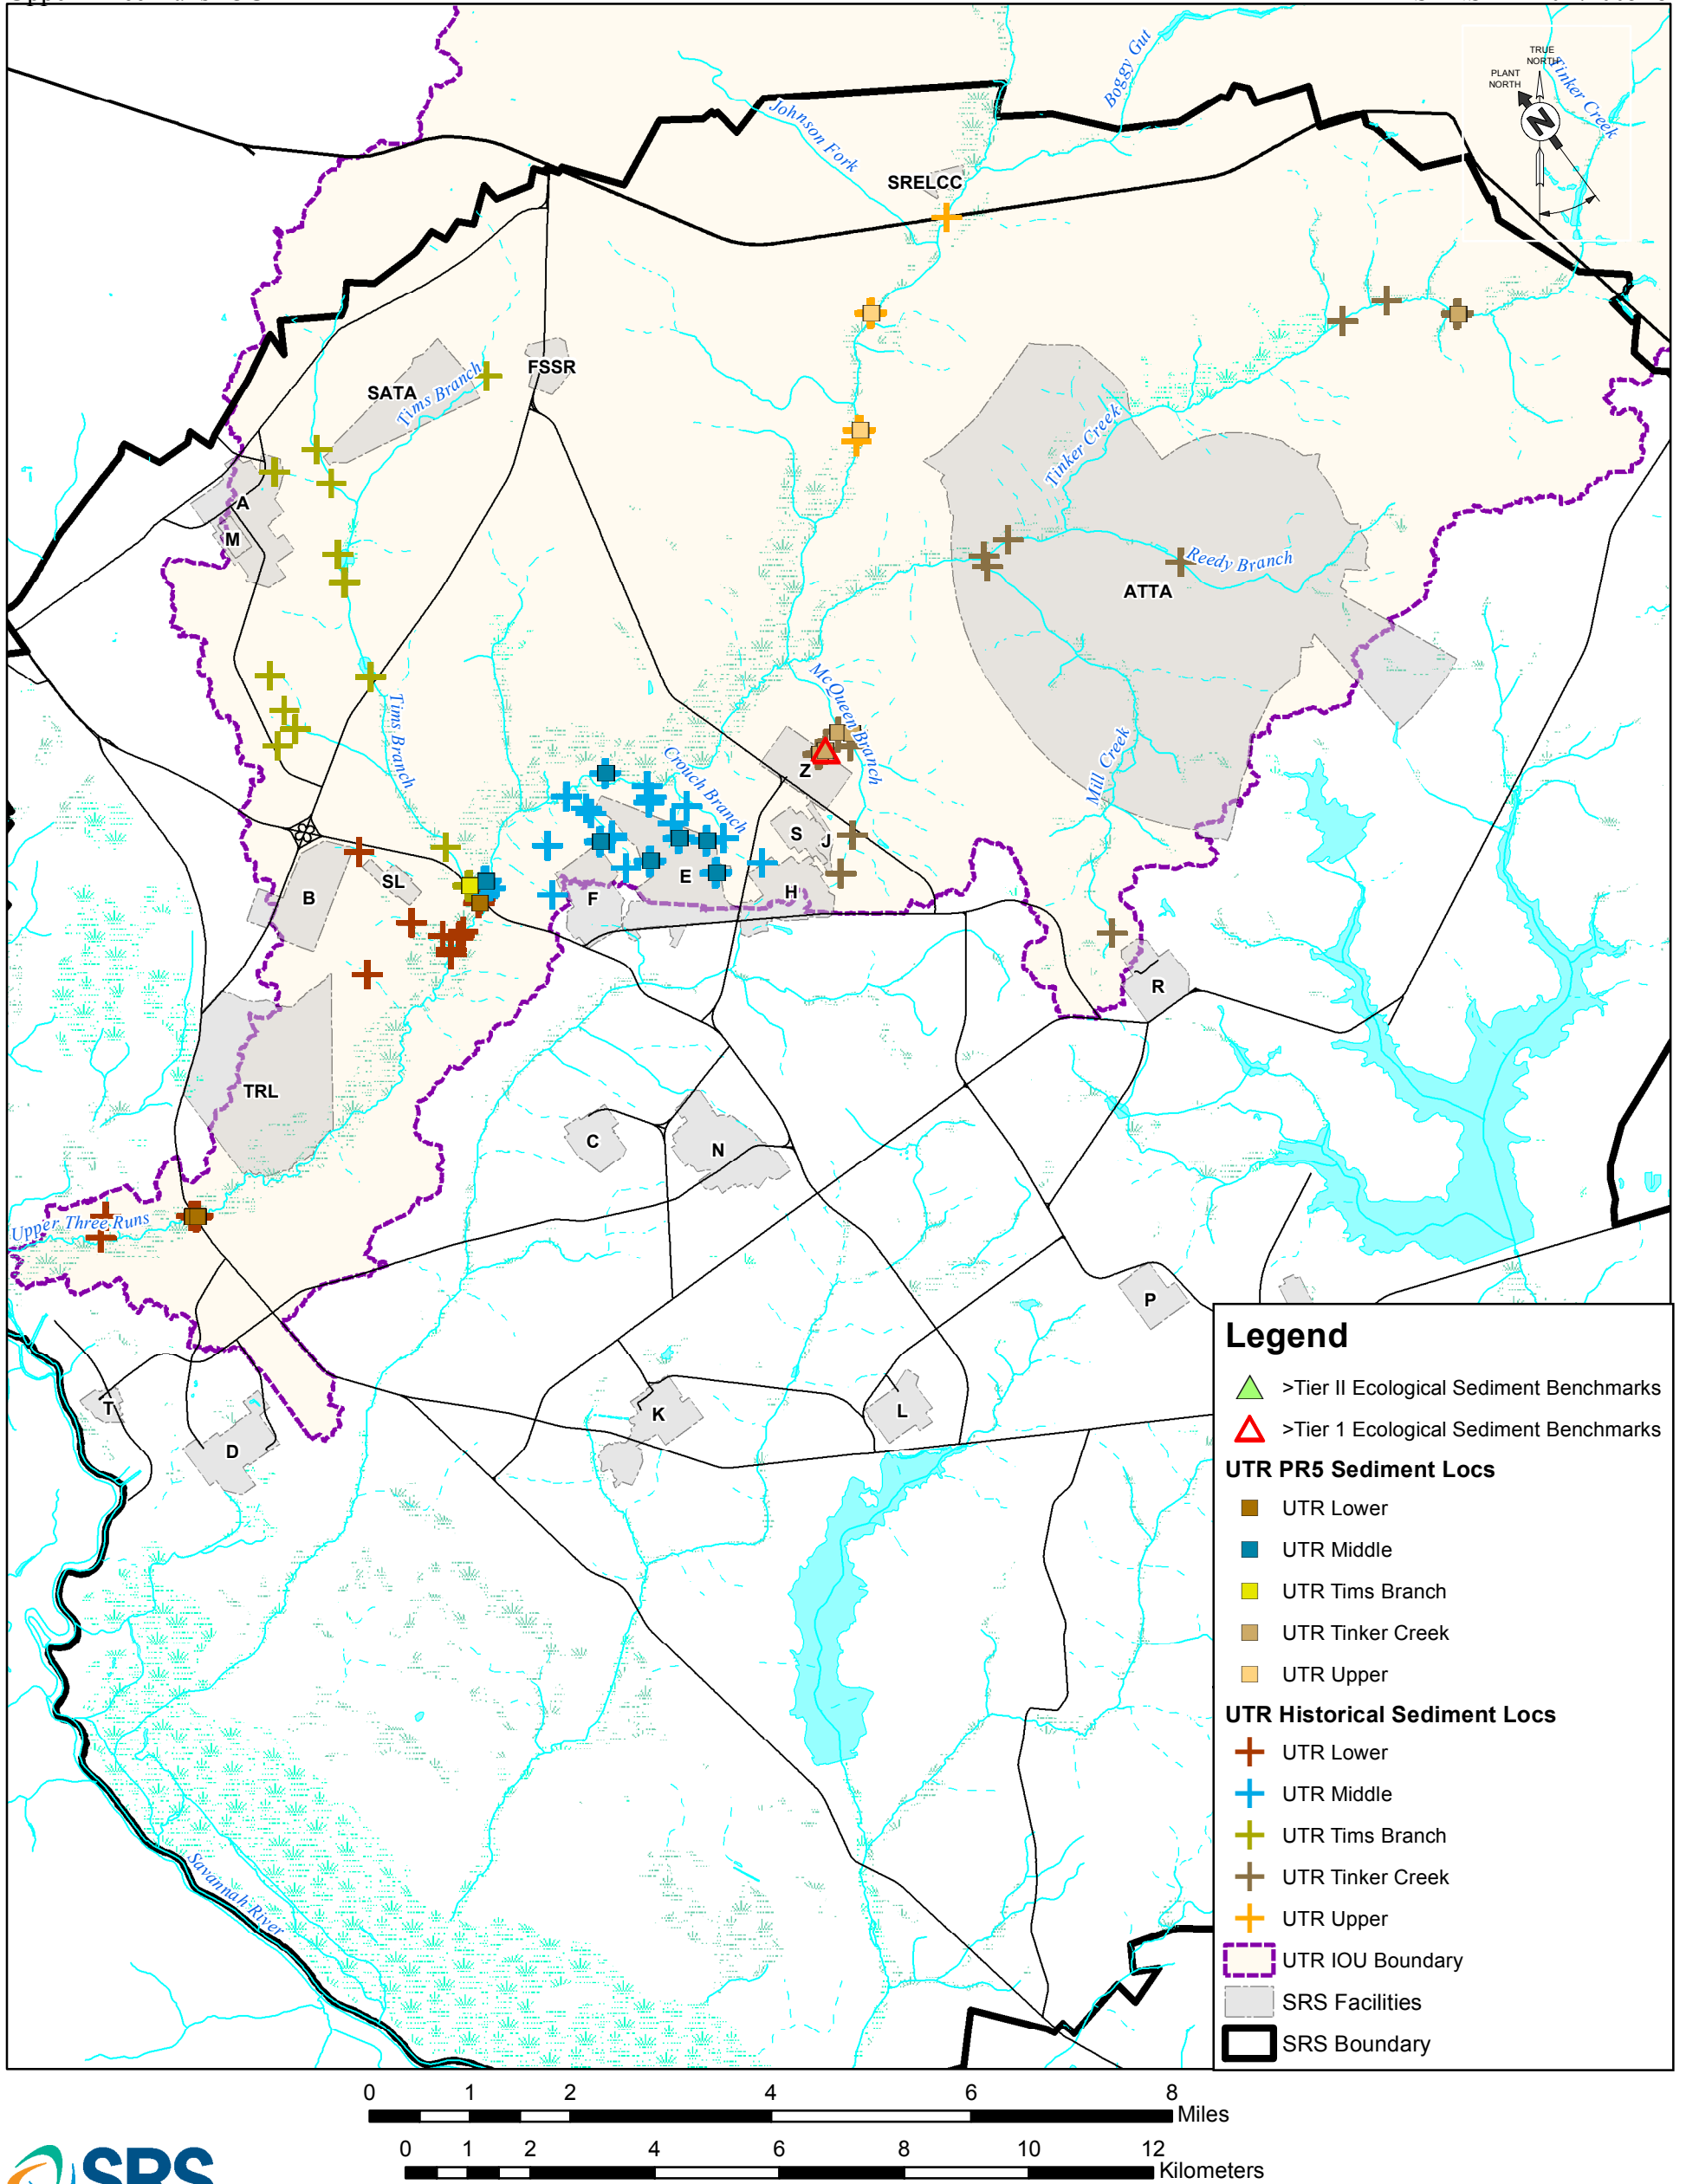 TRUE
NORTH
PLANT
NORTH
N
Tinker Creek
Boggy Gut
Johnson Fork
SRELCC
FSSR
SATA
Tims Branch
A
M
Tinker Creek
Reedy Branch
ATTA
McQueen Branch
Tims Branch
Crouch Branch
Mill Creek
Z
S
J
B
SL
E
H
F
R
TRL
C
N
Upper Three Runs
P
T
D
K
L
Savannah River
Legend
>Tier II Ecological Sediment Benchmarks
>Tier 1 Ecological Sediment Benchmarks
UTR PR5 Sediment Locs
UTR Lower
UTR Middle
UTR Tims Branch
UTR Tinker Creek
UTR Upper
UTR Historical Sediment Locs
UTR Lower
UTR Middle
UTR Tims Branch
UTR Tinker Creek
UTR Upper
UTR IOU Boundary
SRS Facilities
SRS Boundary
0 1 2 4 6 8
Miles
0 1 2 4 6 8 10 12
Kilometers
SRS